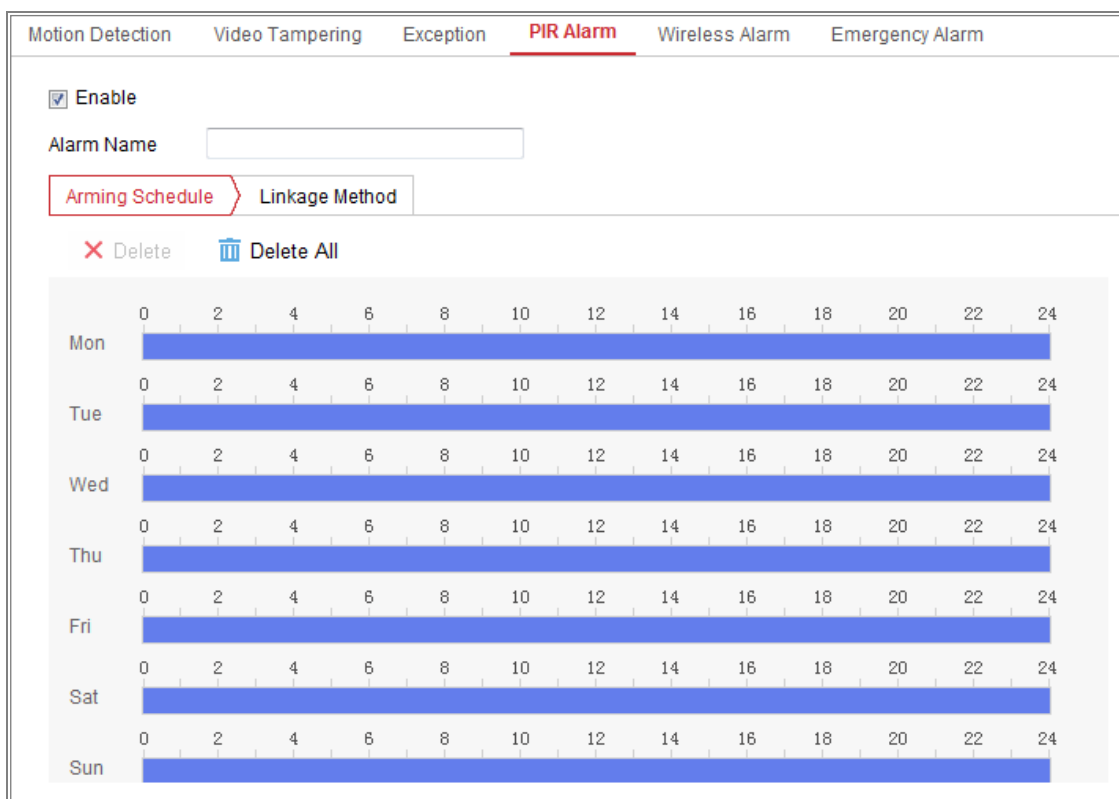 Motion Detection Video Tampering Exception PIR Alarm Wireless Alarm Emergency Alarm
Enable
Alarm Name
Arming Schedule Linkage Method
Delete Delete All
0 2 4 6 8 10 12 14 16 18 20 22 24
Mon
0 2 4 6 8 10 12 14 16 18 20 22 24
Tue
0 2 4 6 8 10 12 14 16 18 20 22 24
Wed
0 2 4 6 8 10 12 14 16 18 20 22 24
Thu
0 2 4 6 8 10 12 14 16 18 20 22 24
Fri
0 2 4 6 8 10 12 14 16 18 20 22 24
Sat
0 2 4 6 8 10 12 14 16 18 20 22 24
Sun